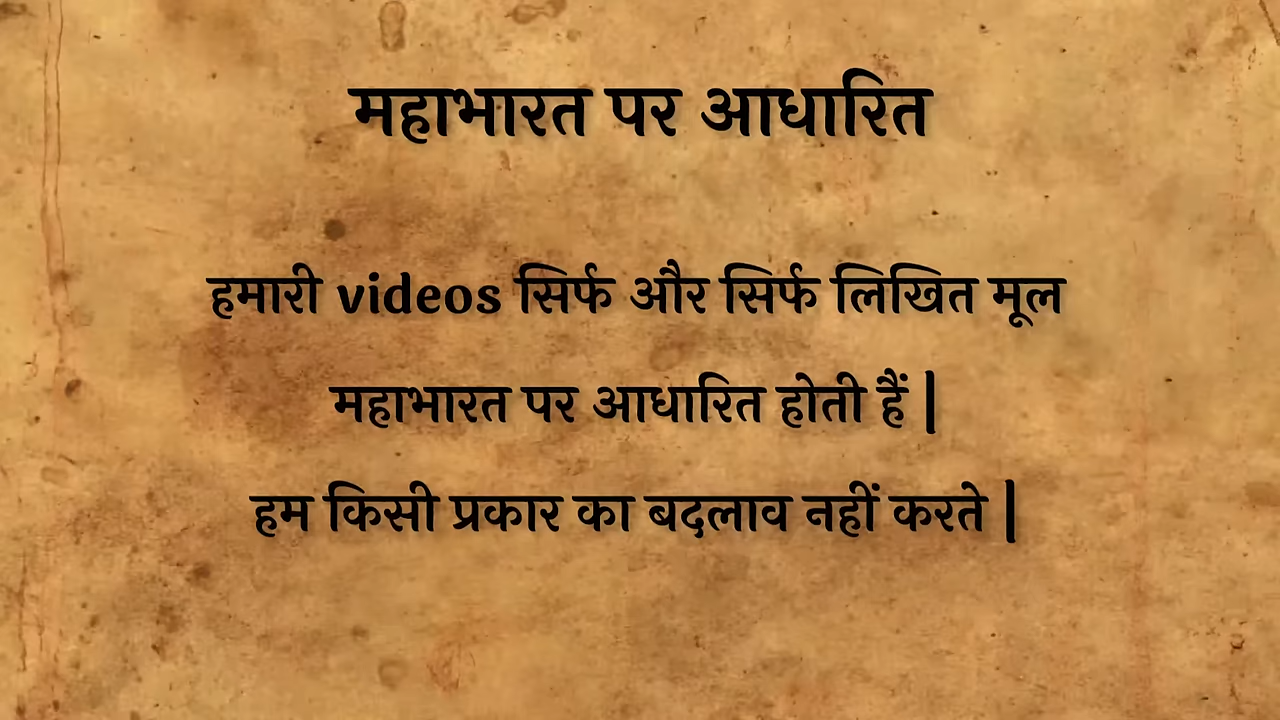 महाभारत पर आधारित
हमारी videos सिर्फ और सिर्फ लिखित मूल
महाभारत पर आधारित होती हैं |
हम किसी प्रकार का बदलाव नहीं करते |